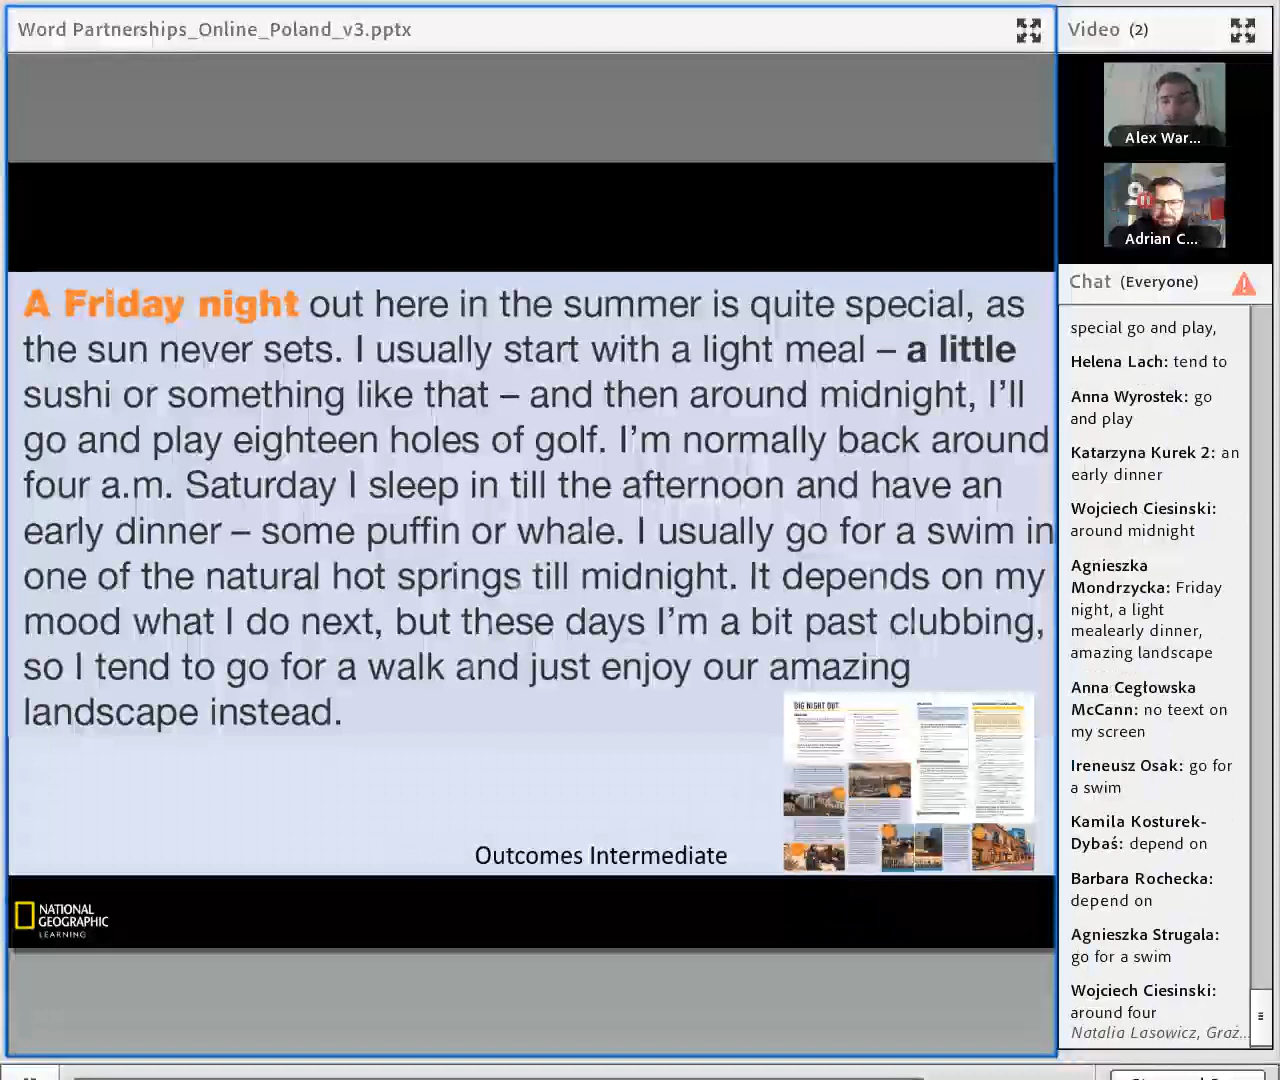 Word Partnerships_Online_Poland_v3.pptx
A Friday night out here in the summer is quite special, as
the sun never sets. I usually start with a light meal – a little
sushi or something like that – and then around midnight, I'll
go and play eighteen holes of golf. I'm normally back around
four a.m. Saturday I sleep in till the afternoon and have an
early dinner – some puffin or whale. I usually go for a swim in
one of the natural hot springs till midnight. It depends on my
mood what I do next, but these days I'm a bit past clubbing,
so I tend to go for a walk and just enjoy our amazing
landscape instead.
BIG NIGHT OUT
Outcomes Intermediate
NATIONAL
GEOGRAPHIC
LEARNING
Video (2)
Alex War...
Adrian C...
Chat (Everyone)
special go and play,
Helena Lach: tend to
Anna Wyrostek: go
and play
Katarzyna Kurek 2: an
early dinner
Wojciech Ciesinski:
around midnight
Agnieszka
Mondrzycka: Friday
night, a light
mealearly dinner,
amazing landscape
Anna Cegłowska
McCann: no teext on
my screen
Ireneusz Osak: go for
a swim
Kamila Kosturek-
Dybaś: depend on
Barbara Rochecka:
depend on
Agnieszka Strugala:
go for a swim
Wojciech Ciesinski:
around four
Natalia Lasowicz, Graż...